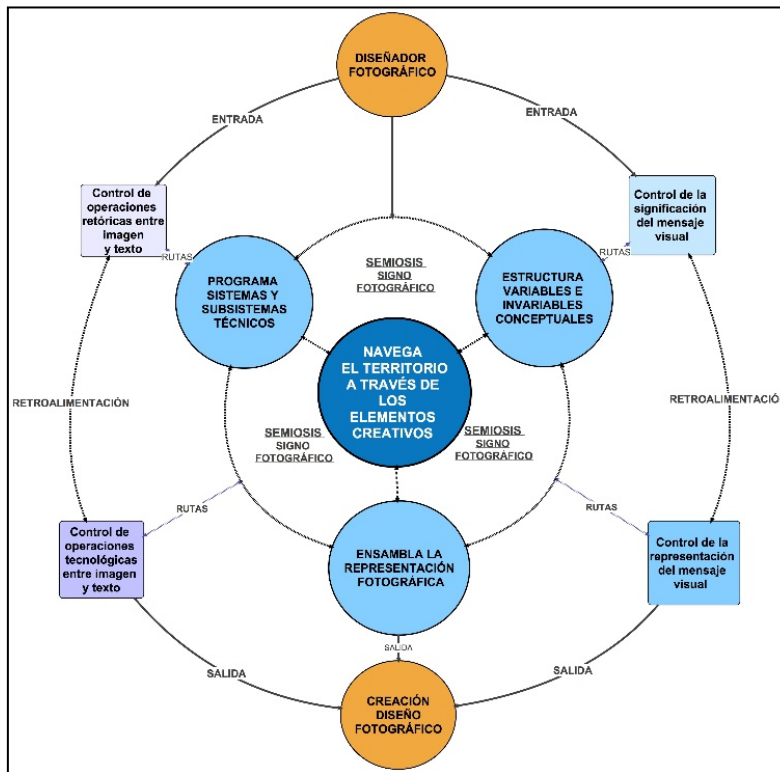 DISEÑADOR
FOTOGRÁFICO
ENTRADA
ENTRADA
Control de
operaciones
retóricas entre
imagen
y texto
Control de la
significación
del mensaje
visual
RUTAS
RUTAS
PROGRAMA
SISTEMAS Y
SUBSISTEMAS
TÉCNICOS
SEMIOSIS
SIGNO
FOTOGRÁFICO
ESTRUCTURA
VARIABLES E
INVARIABLES
CONCEPTUALES
NAVEGA
EL TERRITORIO
A TRAVÉS DE
LOS
ELEMENTOS
CREATIVOS
RETROALIMENTACIÓN
RETROALIMENTACIÓ
SEMIOSIS
SIGNO
FOTOGRÁFICO
SEMIOSIS
SIGNO
FOTOGRÁFICO
RUTAS
RUTAS
Control de
operaciones
tecnológicas
entre imagen
y texto
ENSAMBLA LA
REPRESENTACIÓN
FOTOGRÁFICA
Control de la
representación
del mensaje
visual
SALIDA
SALIDA
SALIDA
CREACIÓN
DISEÑO
FOTOGRÁFICO